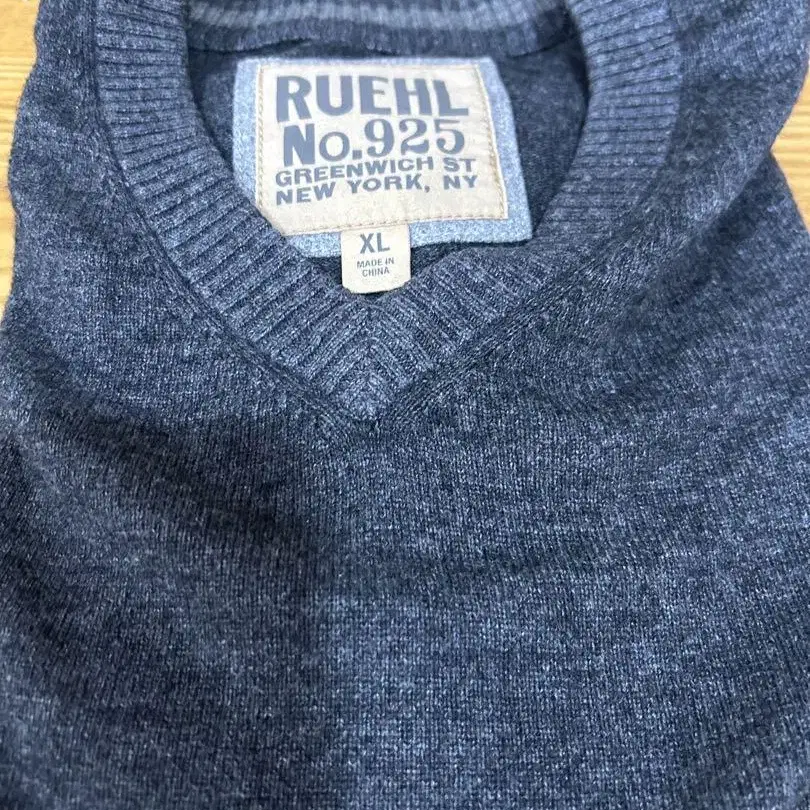 RUEHL
No.925
GREENWICH ST
NEW YORK, NY
XL
MADE IN
CHINA